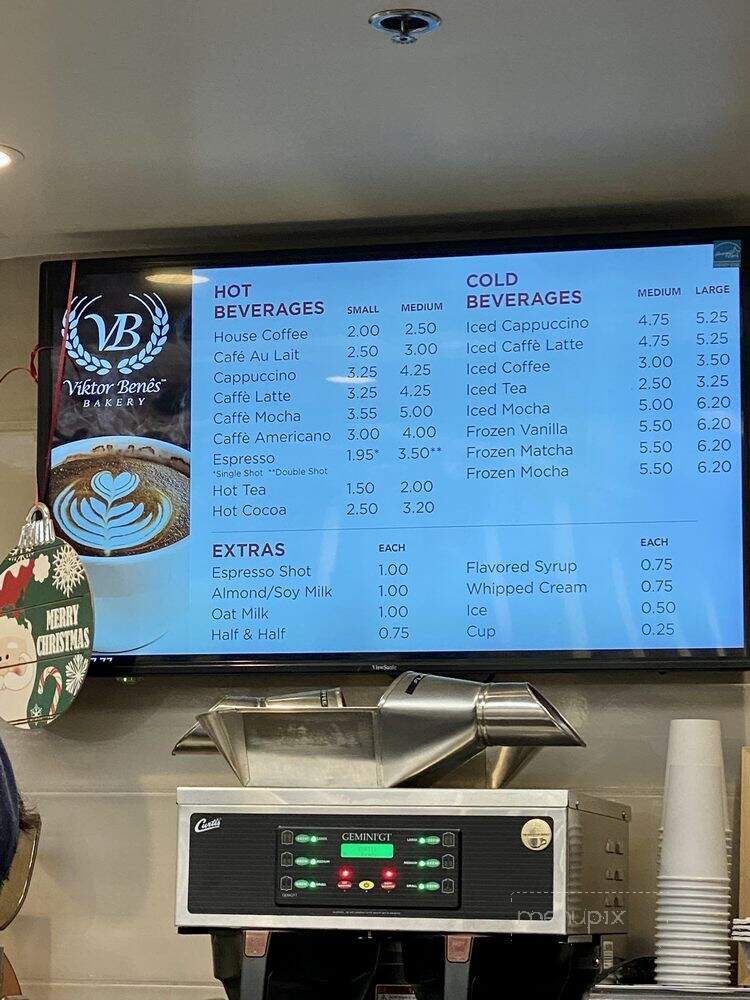 VB
Viktor Benês™
BAKERY
HOT
BEVERAGES SMALL MEDIUM
House Coffee 2.00 2.50
Café Au Lait 2.50 3.00
Cappuccino 3.25 4.25
Caffè Latte 3.25 4.25
Caffè Mocha 3.55 5.00
Caffè Americano 3.00 4.00
Espresso 1.95* 3.50**
*Single Shot **Double Shot
Hot Tea 1.50 2.00
Hot Cocoa 2.50 3.20
COLD
BEVERAGES MEDIUM LARGE
Iced Cappuccino 4.75 5.25
Iced Caffè Latte 4.75 5.25
Iced Coffee 3.00 3.50
Iced Tea 2.50 3.25
Iced Mocha 5.00 6.20
Frozen Vanilla 5.50 6.20
Frozen Matcha 5.50 6.20
Frozen Mocha 5.50 6.20
EXTRAS EACH
Espresso Shot 1.00
Almond/Soy Milk 1.00
Oat Milk 1.00
Half & Half 0.75
EACH
Flavored Syrup 0.75
Whipped Cream 0.75
Ice 0.50
Cup 0.25
ViewSonic
MERRY
CHRISTMAS
Curtis
GEMINI®GT
menupix